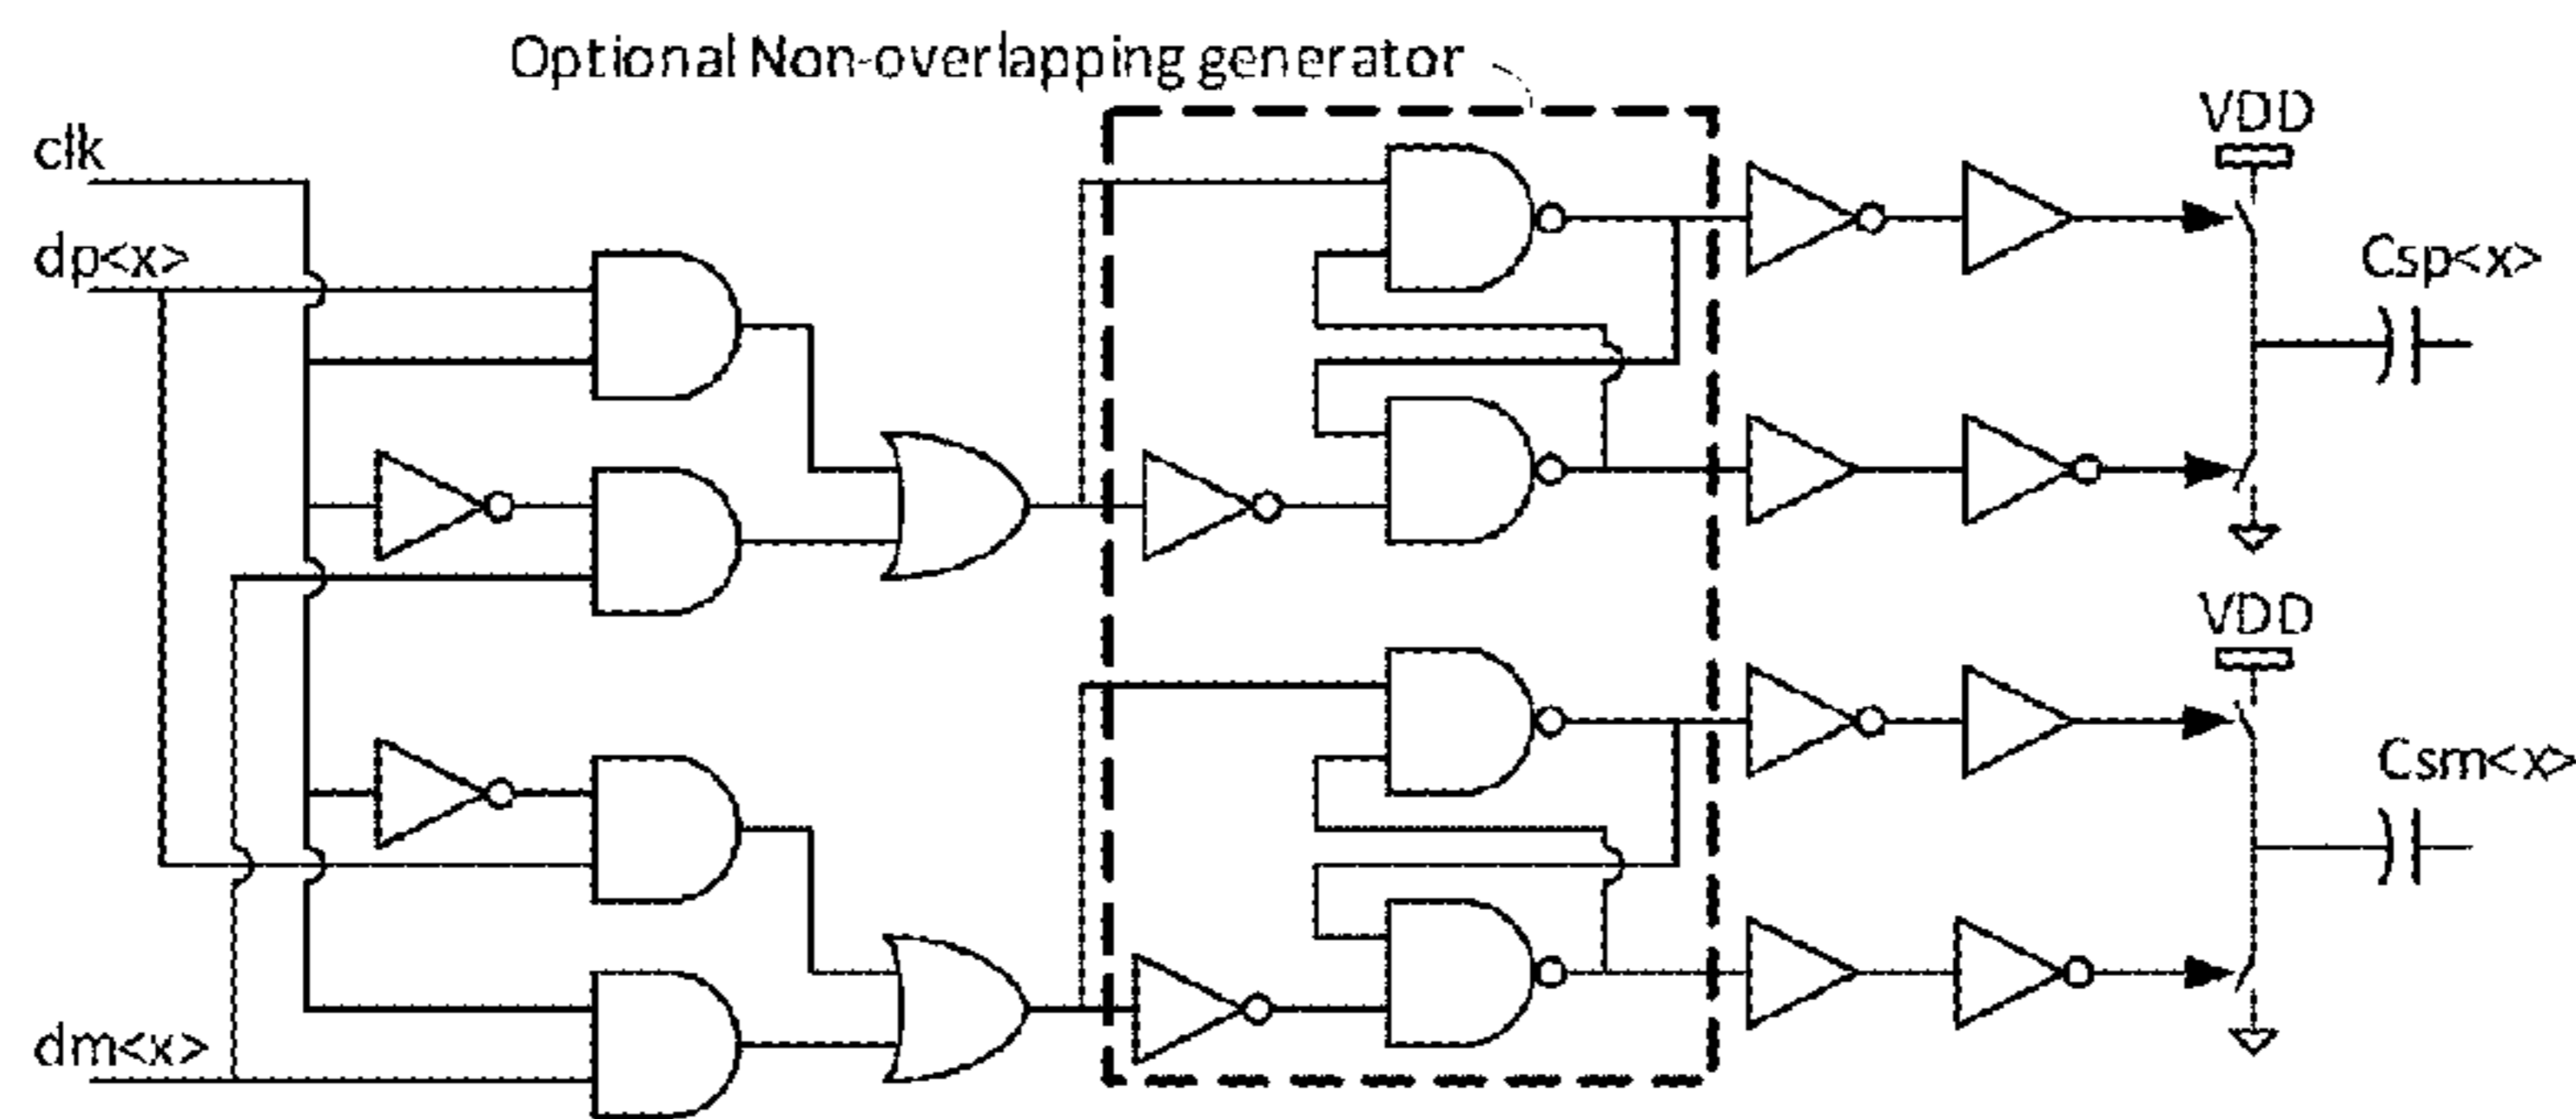 Optional Non-overlapping generator
clk
dp<x>
VDD
Csp<x>
VDD
Csm<x>
dm<x>